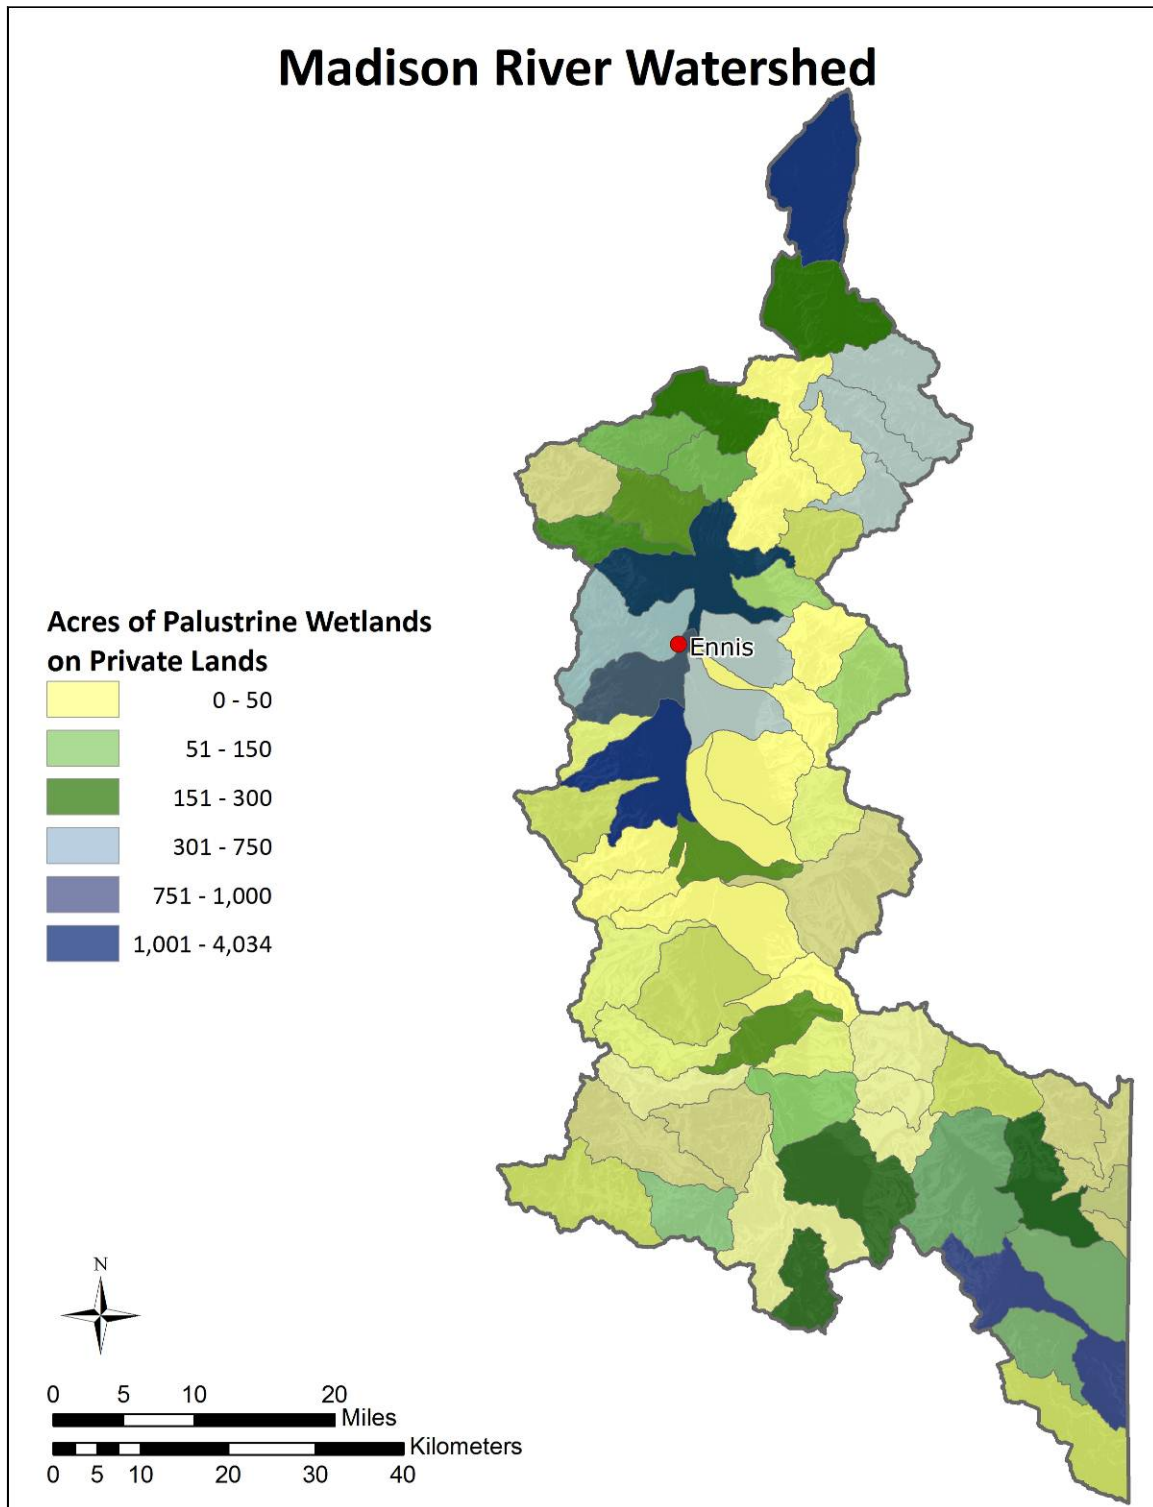 Madison River Watershed
Ennis
Acres of Palustrine Wetlands
on Private Lands
0 - 50
51 - 150
151 - 300
301 - 750
751 - 1,000
1,001 - 4,034
N
0 5 10 20
Miles
Kilometers
0 5 10 20 30 40